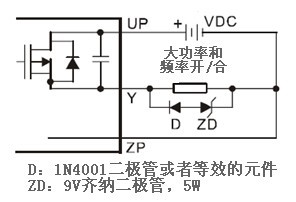 UP
+ VDC
大功率和
频率开/合
Y
D ZD
ZP
D：1N4001二极管或者等效的元件
ZD：9V齐纳二极管，5W